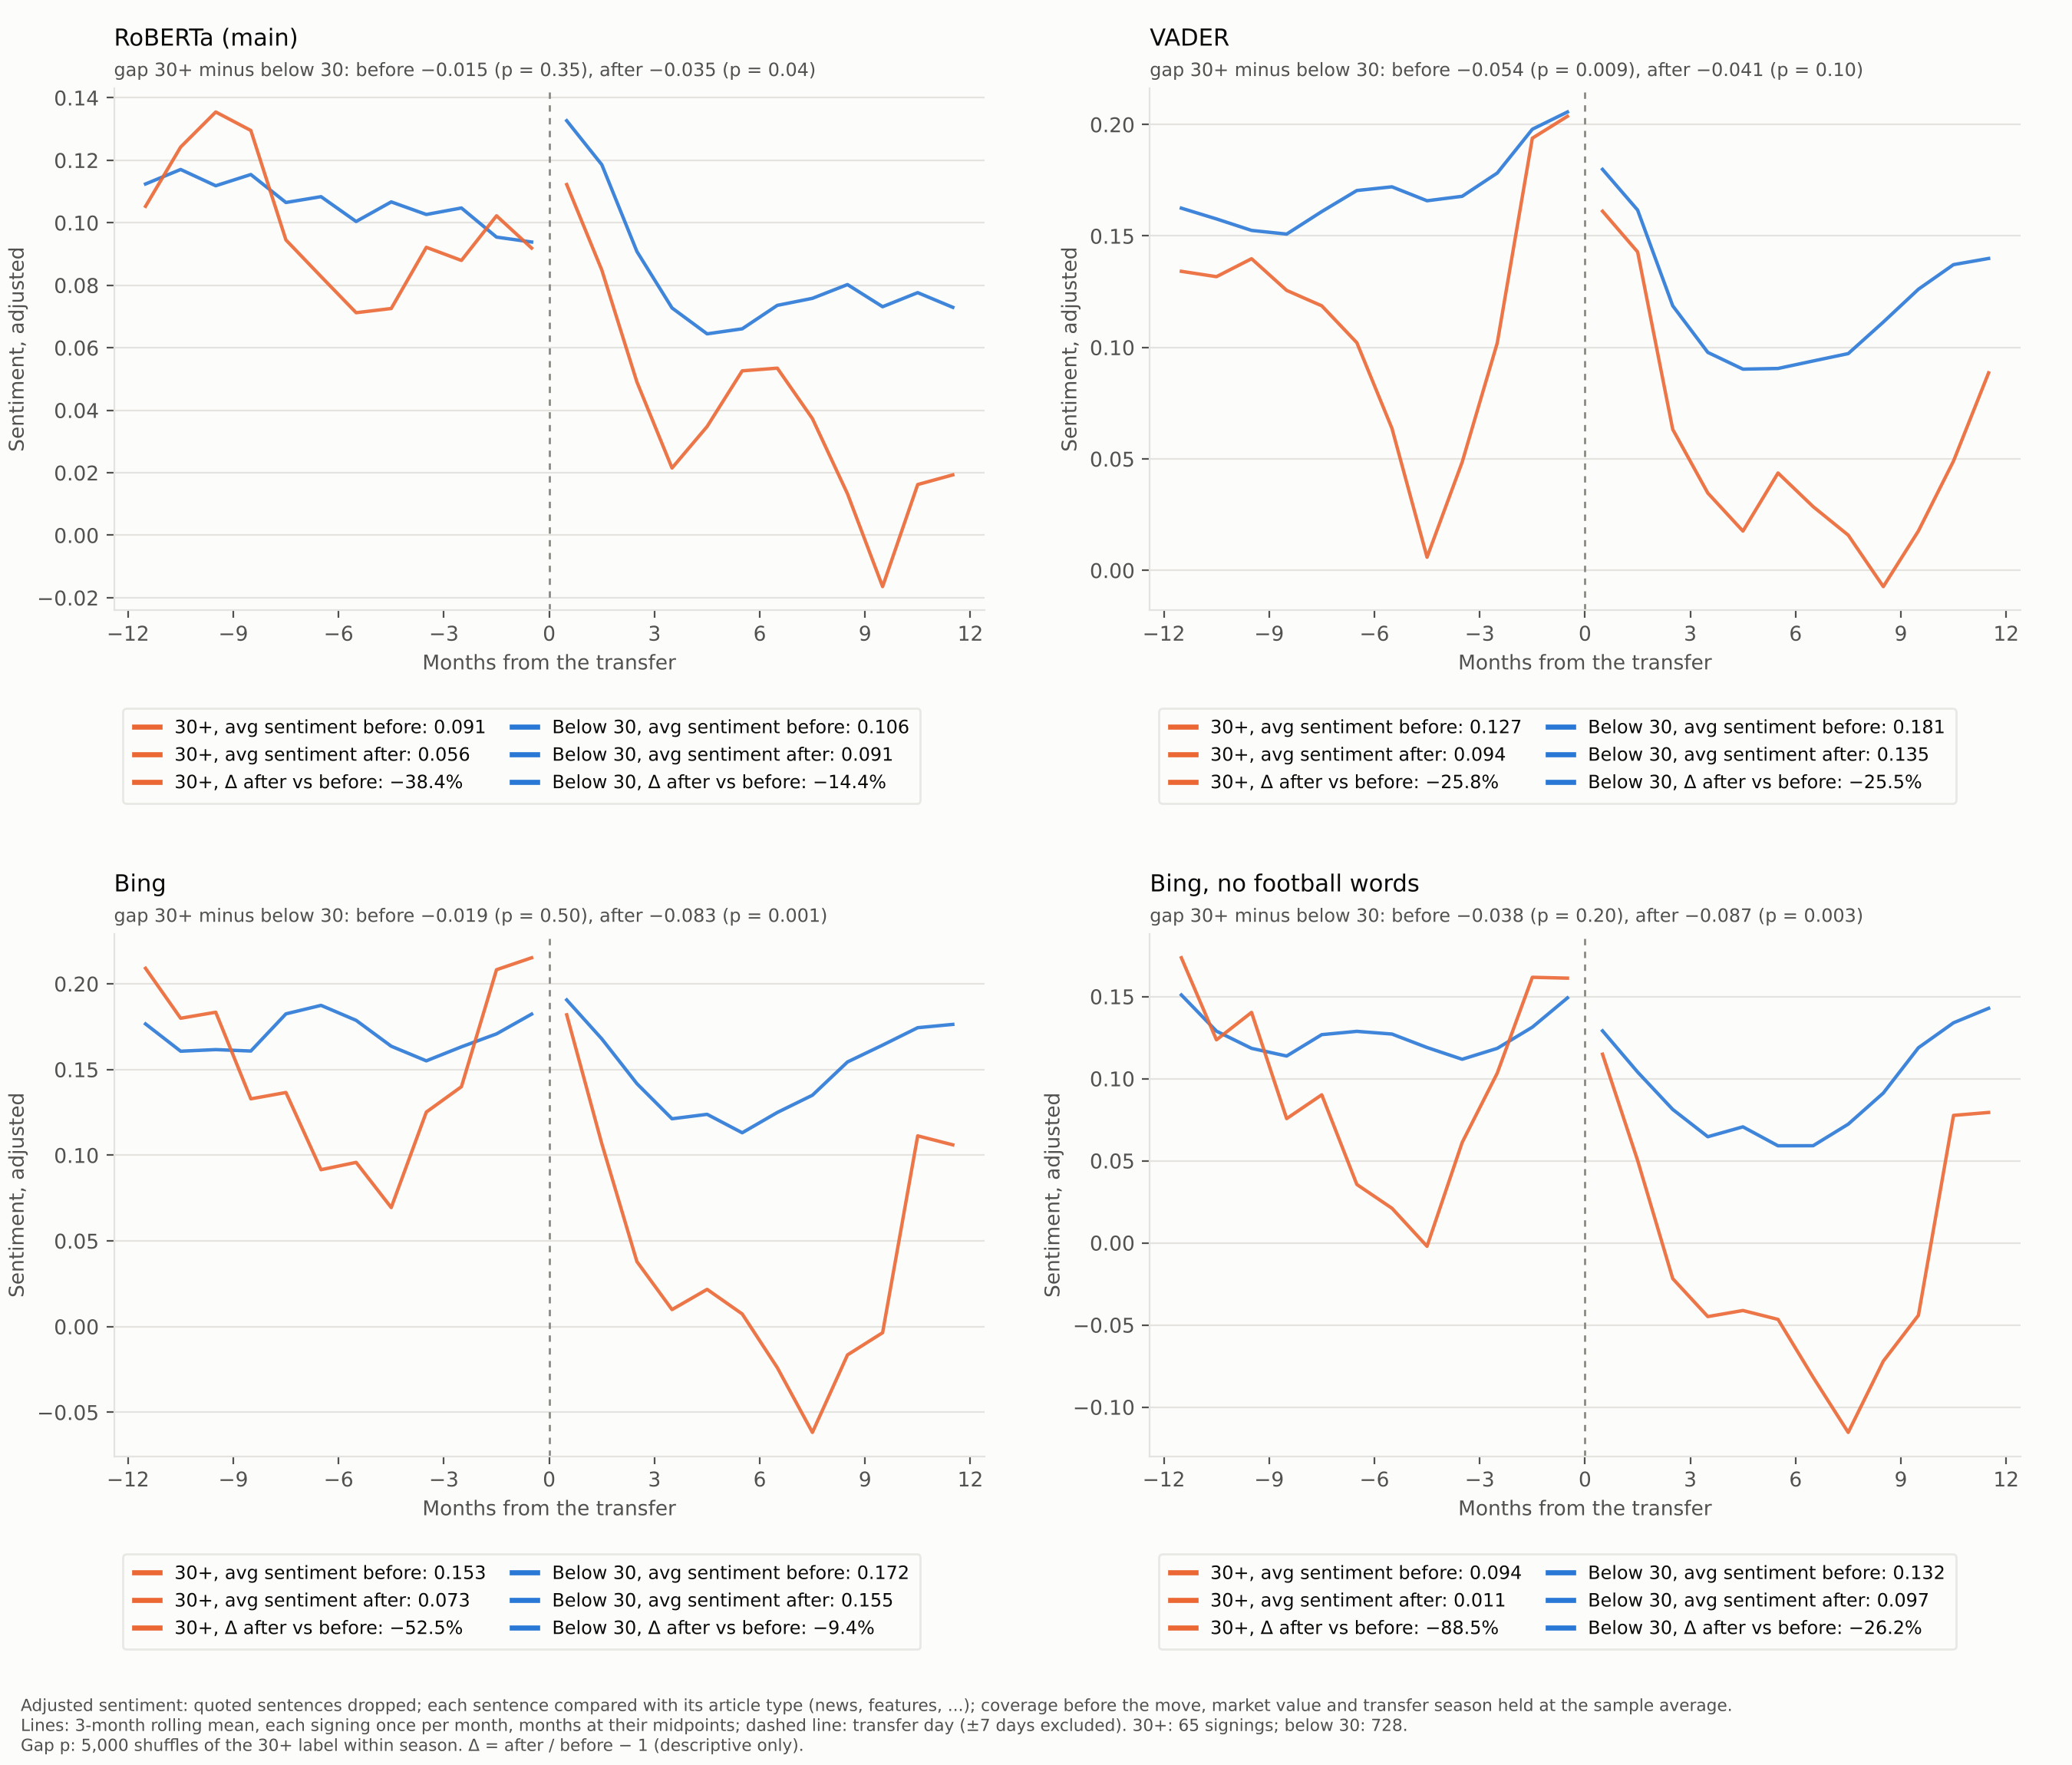 RoBERTa (main)
gap 30+ minus below 30: before −0.015 (p = 0.35), after −0.035 (p = 0.04)
0.14
0.12
0.10
0.08
0.06
0.04
0.02
0.00
−0.02
Sentiment, adjusted
−12 −9 −6 −3 0 3 6 9 12
Months from the transfer
30+, avg sentiment before: 0.091 Below 30, avg sentiment before: 0.106
30+, avg sentiment after: 0.056 Below 30, avg sentiment after: 0.091
30+, Δ after vs before: −38.4% Below 30, Δ after vs before: −14.4%
VADER
gap 30+ minus below 30: before −0.054 (p = 0.009), after −0.041 (p = 0.10)
0.20
0.15
0.10
0.05
0.00
Sentiment, adjusted
−12 −9 −6 −3 0 3 6 9 12
Months from the transfer
30+, avg sentiment before: 0.127 Below 30, avg sentiment before: 0.181
30+, avg sentiment after: 0.094 Below 30, avg sentiment after: 0.135
30+, Δ after vs before: −25.8% Below 30, Δ after vs before: −25.5%
Bing
gap 30+ minus below 30: before −0.019 (p = 0.50), after −0.083 (p = 0.001)
0.20
0.15
0.10
0.05
0.00
−0.05
Sentiment, adjusted
−12 −9 −6 −3 0 3 6 9 12
Months from the transfer
30+, avg sentiment before: 0.153 Below 30, avg sentiment before: 0.172
30+, avg sentiment after: 0.073 Below 30, avg sentiment after: 0.155
30+, Δ after vs before: −52.5% Below 30, Δ after vs before: −9.4%
Bing, no football words
gap 30+ minus below 30: before −0.038 (p = 0.20), after −0.087 (p = 0.003)
0.15
0.10
0.05
0.00
−0.05
−0.10
Sentiment, adjusted
−12 −9 −6 −3 0 3 6 9 12
Months from the transfer
30+, avg sentiment before: 0.094 Below 30, avg sentiment before: 0.132
30+, avg sentiment after: 0.011 Below 30, avg sentiment after: 0.097
30+, Δ after vs before: −88.5% Below 30, Δ after vs before: −26.2%
Adjusted sentiment: quoted sentences dropped; each sentence compared with its article type (news, features, ...); coverage before the move, market value and transfer season held at the sample average.
Lines: 3-month rolling mean, each signing once per month, months at their midpoints; dashed line: transfer day (±7 days excluded). 30+: 65 signings; below 30: 728.
Gap p: 5,000 shuffles of the 30+ label within season. Δ = after / before − 1 (descriptive only).